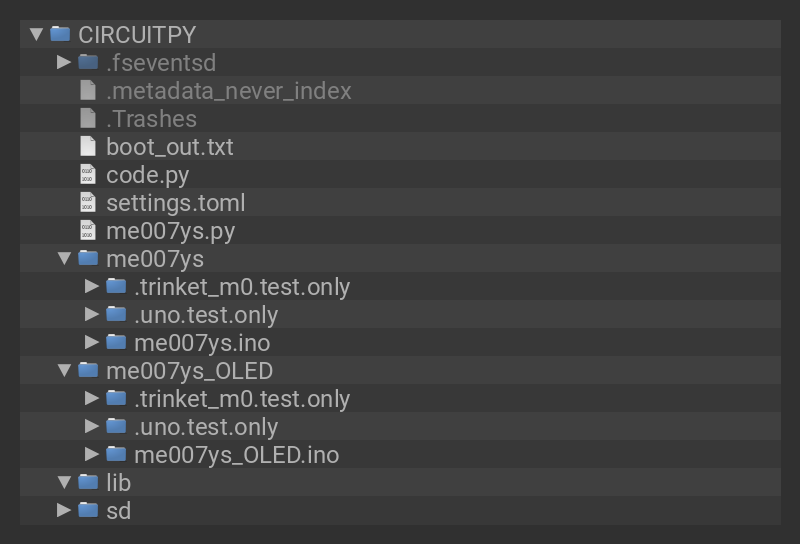 CIRCUITPY
.fseventsd
.metadata_never_index
.Trashes
boot_out.txt
code.py
settings.toml
me007ys.py
me007ys
.trinket_m0.test.only
.uno.test.only
me007ys.ino
me007ys_OLED
.trinket_m0.test.only
.uno.test.only
me007ys_OLED.ino
lib
sd